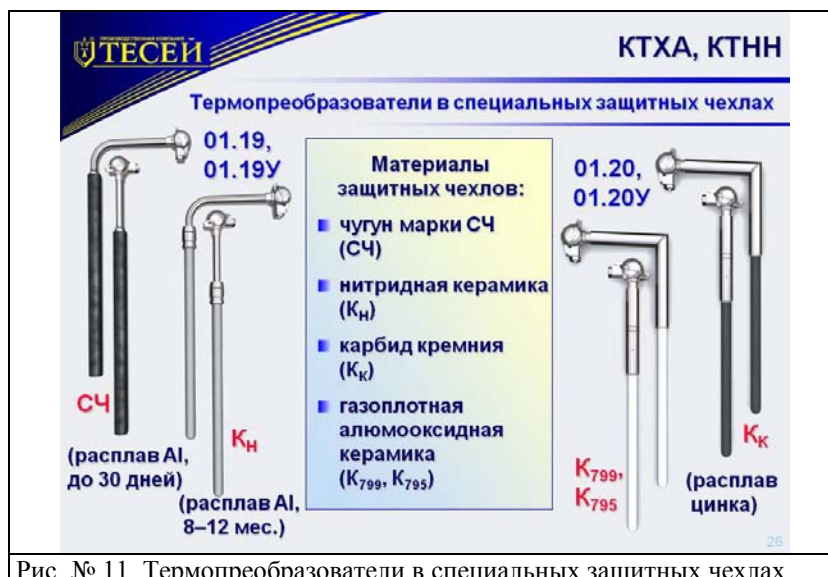 ПРОИЗВОДСТВЕННАЯ КОМПАНИЯ
ТЕСЕЙ
КТХА, КТНН
Термопреобразователи в специальных защитных чехлах
01.19,
01.19У
СЧ
(расплав Al,
до 30 дней)
Кн
(расплав Al,
8–12 мес.)
Материалы
защитных чехлов:
чугун марки СЧ
(СЧ)
нитридная керамика
(Кн)
карбид кремния
(Кк)
газоплотная
алюмооксидная
керамика
(К799, К795)
01.20,
01.20У
К799,
К795
Кк
(расплав
цинка)
26
Рис. № 11. Термопреобразователи в специальных защитных чехлах